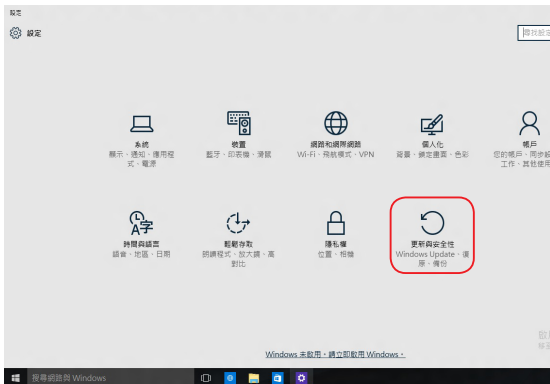 設定
設定
尋找設定
系統
顯示、通知、應用程
式、電源
裝置
藍牙、印表機、滑鼠
網路和網際網路
Wi-Fi、飛航模式、VPN
個人化
背景、鎖定畫面、色彩
帳戶
您的帳戶、同步設
工作、其他使用
時間與語言
語音、地區、日期
輕鬆存取
朗讀程式、放大鏡、高
對比
隱私權
位置、相機
更新與安全性
Windows Update、復
原、備份
Windows 未啟用。請立即啟用 Windows。
搜尋網路與 Windows